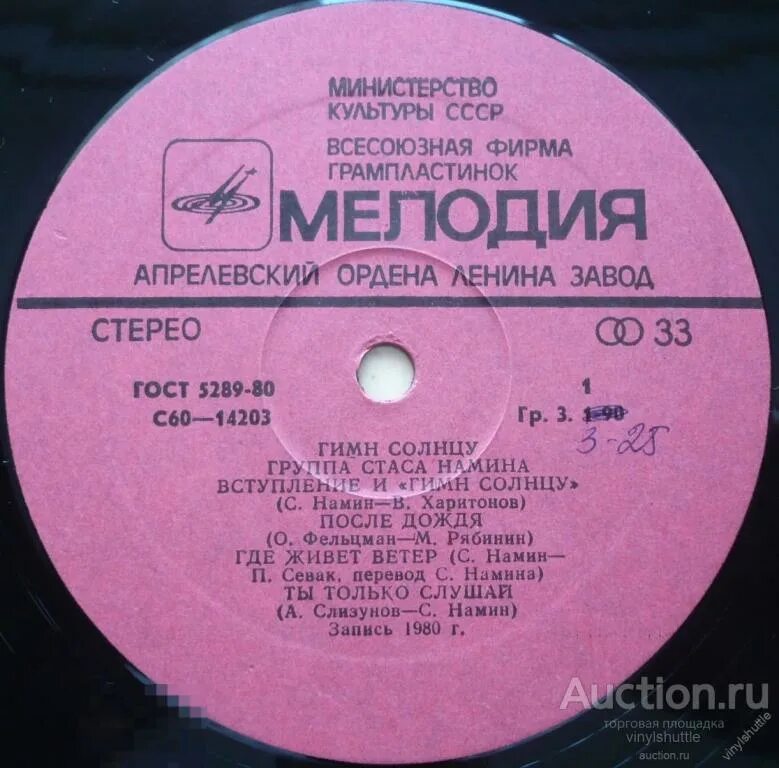 МИНИСТЕРСТВО
КУЛЬТУРЫ СССР
ВСЕСОЮЗНАЯ ФИРМА
ГРАМПЛАСТИНОК
МЕЛОДИЯ
АПРЕЛЕВСКИЙ ОРДЕНА ЛЕНИНА ЗАВОД
СТЕРЕО
33
ГОСТ 5289-80
1
С60—14203
Гр. 3. 1-90
3-25
ГИМН СОЛНЦУ
ГРУППА СТАСА НАМИНА
ВСТУПЛЕНИЕ И «ГИМН СОЛНЦУ»
(С. Намин—В. Харитонов)
ПОСЛЕ ДОЖДЯ
(О. Фельцман—М. Рябинин)
ГДЕ ЖИВЕТ ВЕТЕР (С. Намин—
П. Севак, перевод С. Намина)
ТЫ ТОЛЬКО СЛУШАЙ
(А. Слизунов—С. Намин)
Запись 1980 г.
Auction.ru
торговая площадка
vinylshuttle
auction.ru
vinylshuttle